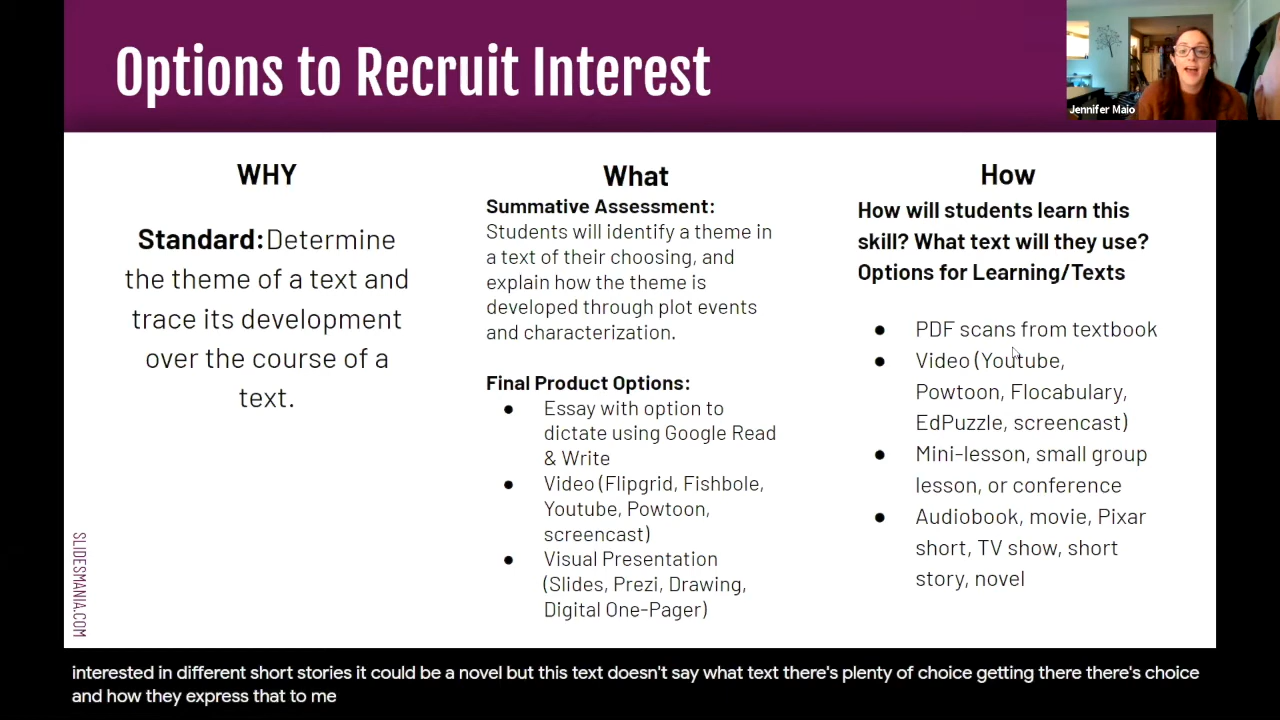 Options to Recruit Interest
Jennifer Maio
WHY
Standard:Determine
the theme of a text and
trace its development
over the course of a
text.
What
Summative Assessment:
Students will identify a theme in
a text of their choosing, and
explain how the theme is
developed through plot events
and characterization.
Final Product Options:
● Essay with option to
dictate using Google Read
& Write
● Video (Flipgrid, Fishbole,
Youtube, Powtoon,
screencast)
● Visual Presentation
(Slides, Prezi, Drawing,
Digital One-Pager)
How
How will students learn this
skill? What text will they use?
Options for Learning/Texts
● PDF scans from textbook
● Video (Youtube,
Powtoon, Flocabulary,
EdPuzzle, screencast)
● Mini-lesson, small group
lesson, or conference
● Audiobook, movie, Pixar
short, TV show, short
story, novel
SLIDESMANIA.COM
interested in different short stories it could be a novel but this text doesn't say what text there's plenty of choice getting there there's choice
and how they express that to me